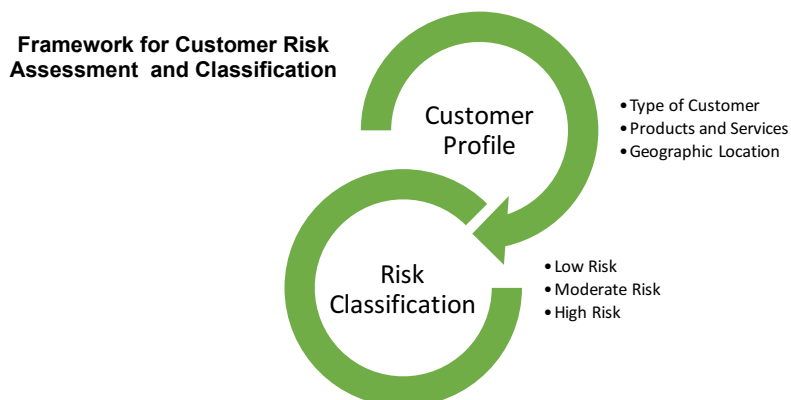 Framework for Customer Risk
Assessment and Classification
Customer
Profile
• Type of Customer
• Products and Services
• Geographic Location
Risk
Classification
• Low Risk
• Moderate Risk
• High Risk